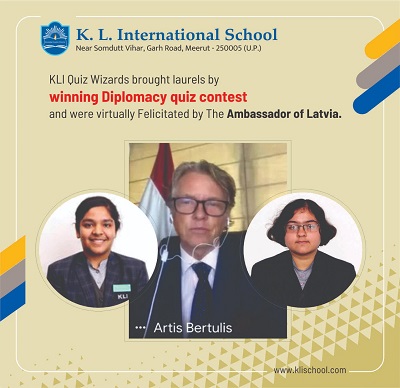 K. L. International School
Near Somdutt Vihar, Garh Road, Meerut - 250005 (U.P.)
KLI Quiz Wizards brought laurels by
winning Diplomacy quiz contest
and were virtually Felicitated by The Ambassador of Latvia.
KLI
••• Artis Bertulis
www.klischool.com